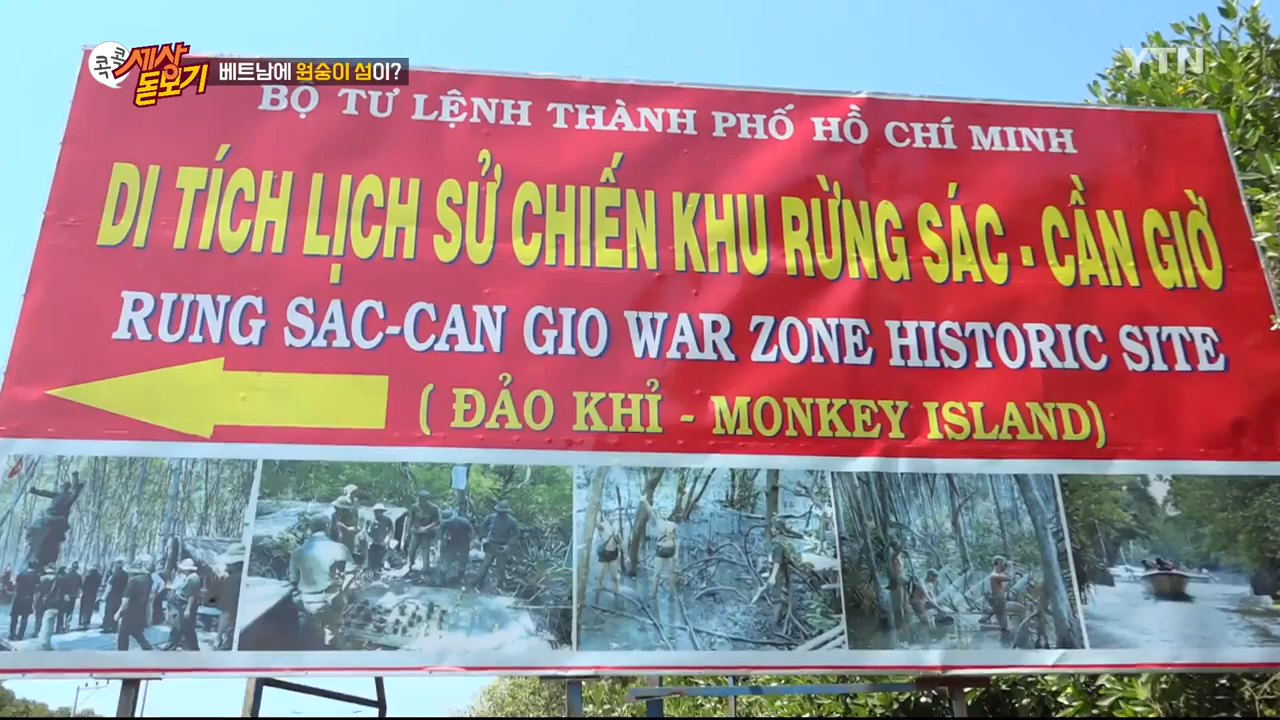 콕콕 세상 돋보기
베트남에 원숭이 섬이?
YTN
BỘ TƯ LỆNH THÀNH PHỐ HỒ CHÍ MINH
DI TÍCH LỊCH SỬ CHIẾN KHU RỪNG SÁC - CẦN GIỜ
RUNG SAC-CAN GIO WAR ZONE HISTORIC SITE
( ĐẢO KHỈ - MONKEY ISLAND)